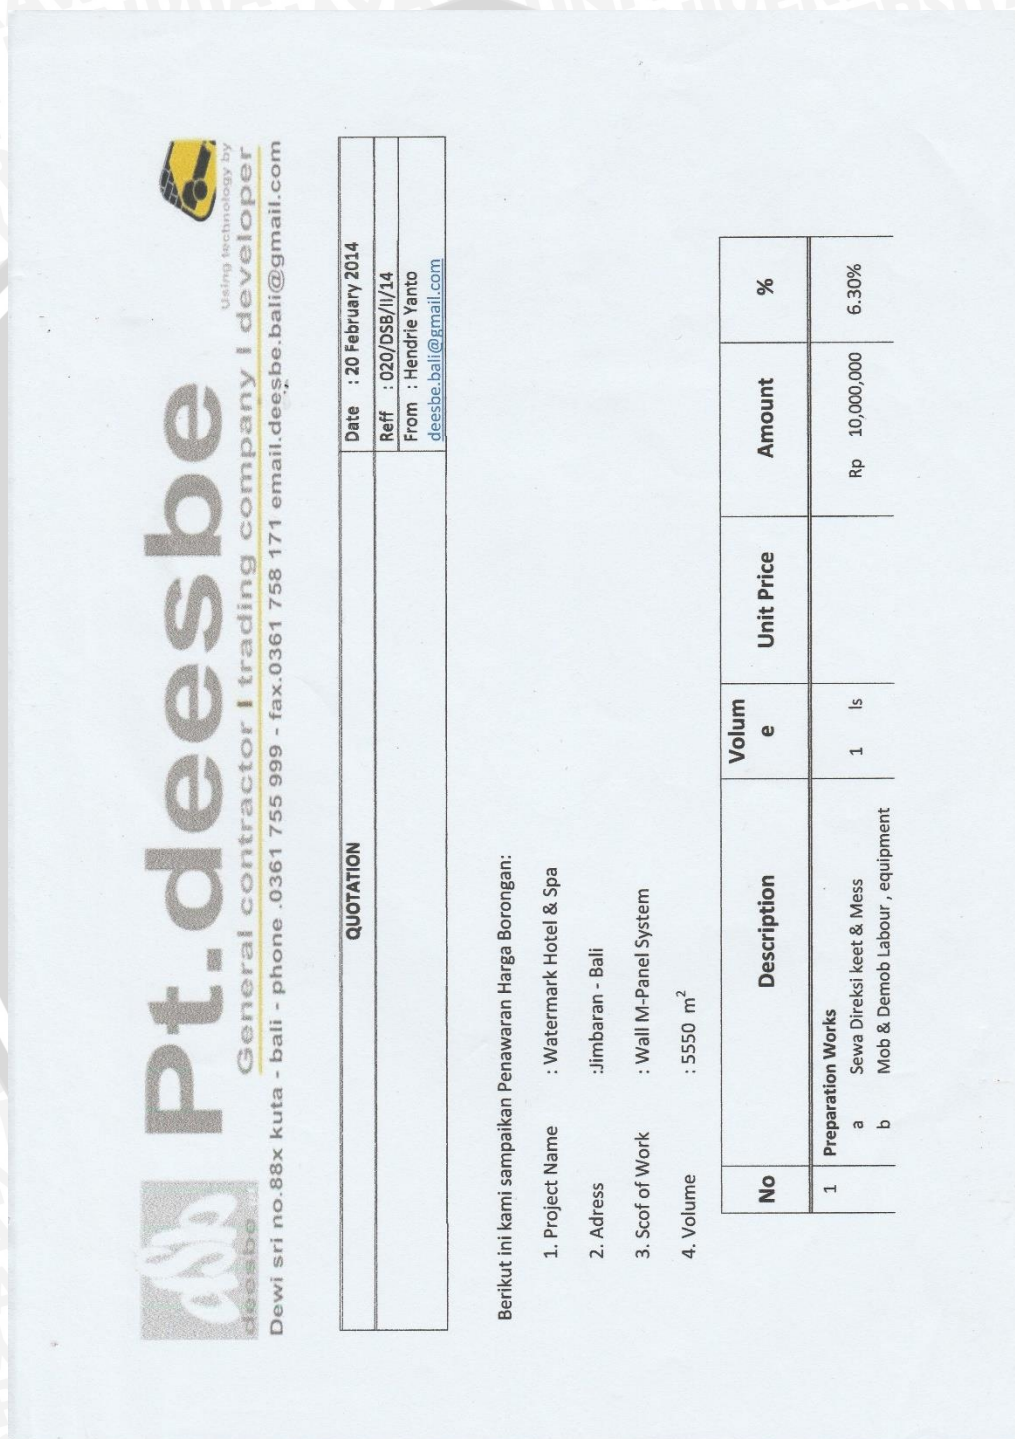 dSb
deesbe
Pt.deesbe
Using technology by
General contractor I trading company I developer
Dewi sri no.88x kuta - bali - phone .0361 755 999 - fax.0361 758 171 email.deesbe.bali@gmail.com
QUOTATION
Date : 20 February 2014
Reff : 020/DSB/II/14
From : Hendrie Yanto
deesbe.bali@gmail.com
Berikut ini kami sampaikan Penawaran Harga Borongan:
1. Project Name : Watermark Hotel & Spa
2. Adress :Jimbaran - Bali
3. Scof of Work : Wall M-Panel System
4. Volume : 5550 m²
No Description Volum e Unit Price Amount %
1 Preparation Works
a Sewa Direksi keet & Mess 1 ls Rp 10,000,000 6.30%
b Mob & Demob Labour , equipment